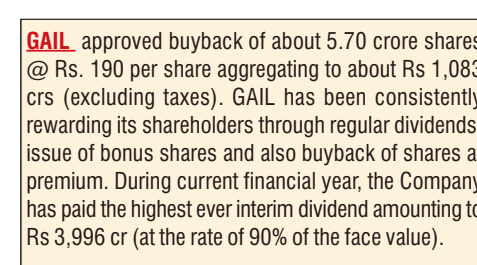 GAIL approved buyback of about 5.70 crore shares
@ Rs. 190 per share aggregating to about Rs 1,083
crs (excluding taxes). GAIL has been consistently
rewarding its shareholders through regular dividends
issue of bonus shares and also buyback of shares a
premium. During current financial year, the Company
has paid the highest ever interim dividend amounting to
Rs 3,996 cr (at the rate of 90% of the face value).